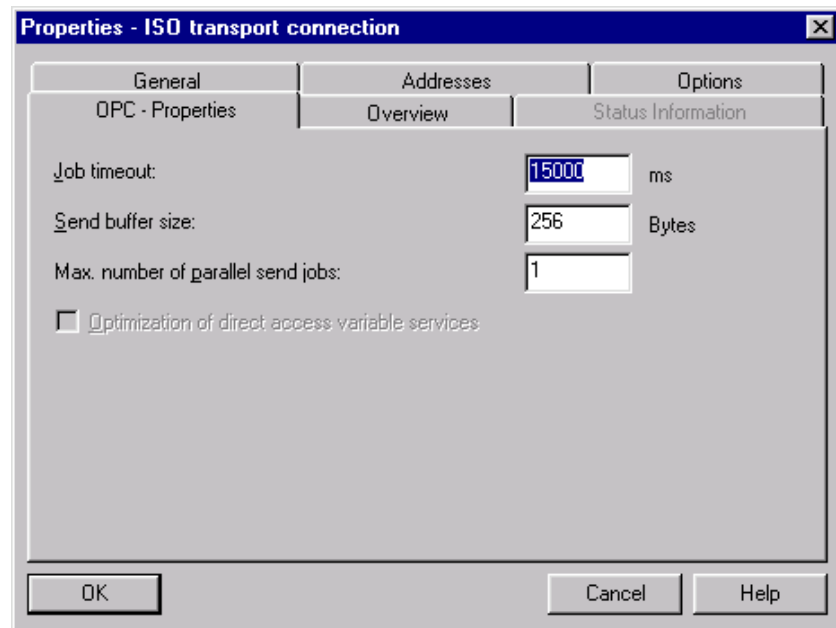 Properties - ISO transport connection
General Addresses Options
OPC - Properties Overview Status Information
Job timeout: 15000 ms
Send buffer size: 256 Bytes
Max. number of parallel send jobs: 1
Optimization of direct access variable services
OK Cancel Help